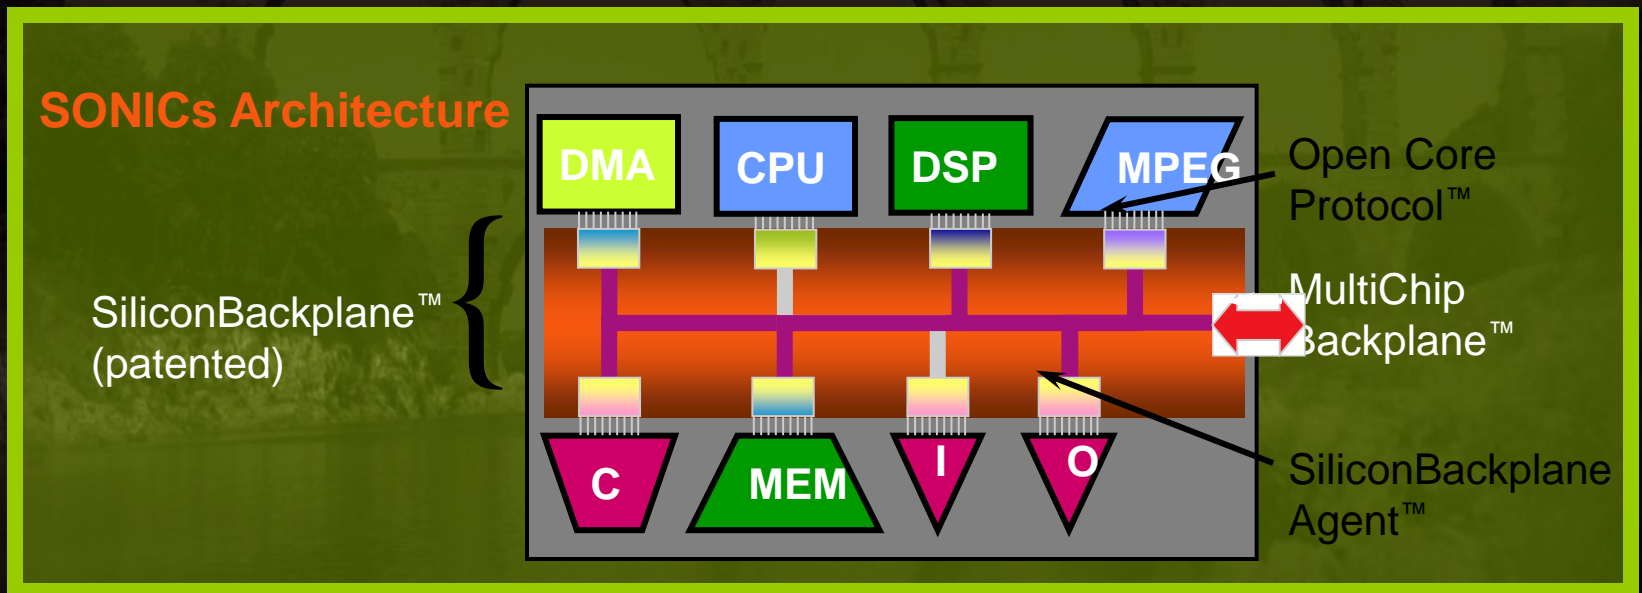 SONICs Architecture
DMA
CPU
DSP
MPEG
Open Core
Protocol™
SiliconBackplane™
(patented)
{
MultiChip
Backplane™
C
MEM
I
O
SiliconBackplane
Agent™